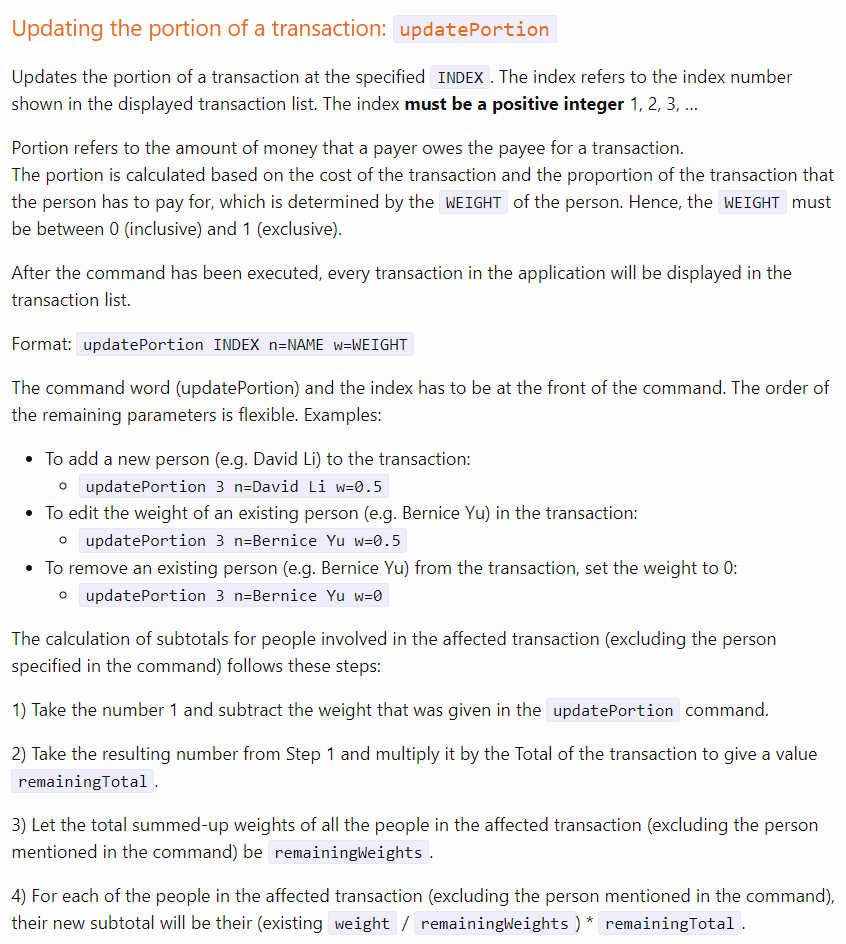 Updating the portion of a transaction: updatePortion
Updates the portion of a transaction at the specified INDEX . The index refers to the index number
shown in the displayed transaction list. The index must be a positive integer 1, 2, 3, …
Portion refers to the amount of money that a payer owes the payee for a transaction.
The portion is calculated based on the cost of the transaction and the proportion of the transaction that
the person has to pay for, which is determined by the WEIGHT of the person. Hence, the WEIGHT must
be between 0 (inclusive) and 1 (exclusive).
After the command has been executed, every transaction in the application will be displayed in the
transaction list.
Format: updatePortion INDEX n=NAME w=WEIGHT
The command word (updatePortion) and the index has to be at the front of the command. The order of
the remaining parameters is flexible. Examples:
• To add a new person (e.g. David Li) to the transaction:
○ updatePortion 3 n=David Li w=0.5
• To edit the weight of an existing person (e.g. Bernice Yu) in the transaction:
○ updatePortion 3 n=Bernice Yu w=0.5
• To remove an existing person (e.g. Bernice Yu) from the transaction, set the weight to 0:
○ updatePortion 3 n=Bernice Yu w=0
The calculation of subtotals for people involved in the affected transaction (excluding the person
specified in the command) follows these steps:
1) Take the number 1 and subtract the weight that was given in the updatePortion command.
2) Take the resulting number from Step 1 and multiply it by the Total of the transaction to give a value
remainingTotal .
3) Let the total summed-up weights of all the people in the affected transaction (excluding the person
mentioned in the command) be remainingWeights .
4) For each of the people in the affected transaction (excluding the person mentioned in the command),
their new subtotal will be their (existing weight / remainingWeights ) * remainingTotal .